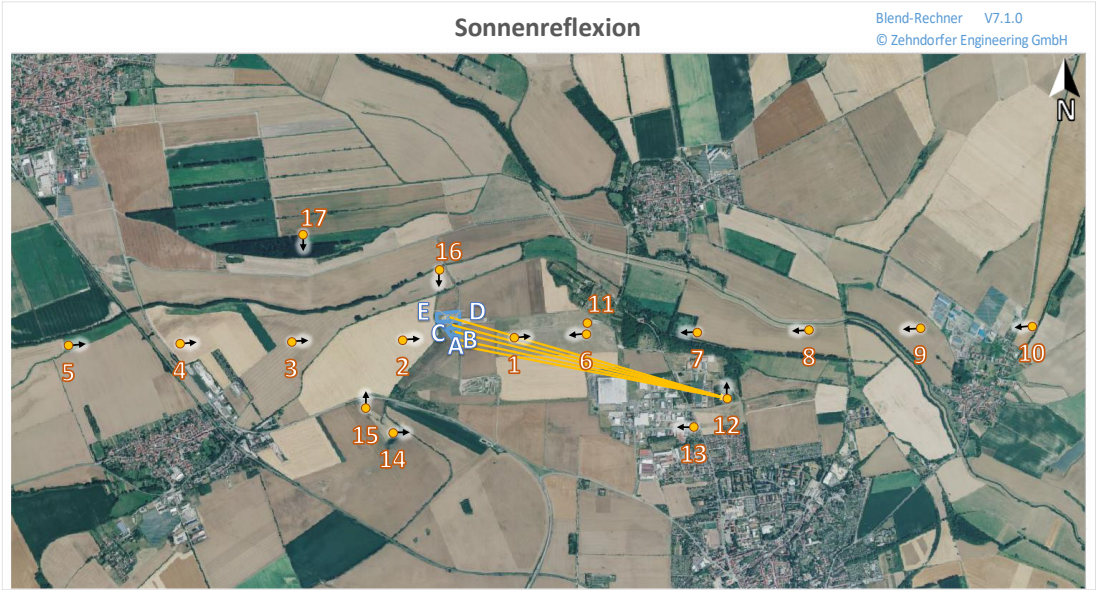 Sonnenreflexion
Blend-Rechner V7.1.0
© Zehndorfer Engineering GmbH
N
17
16
E D
C
A B
11
1
6
2
3
4
5
7
8
9
10
12
13
15
14